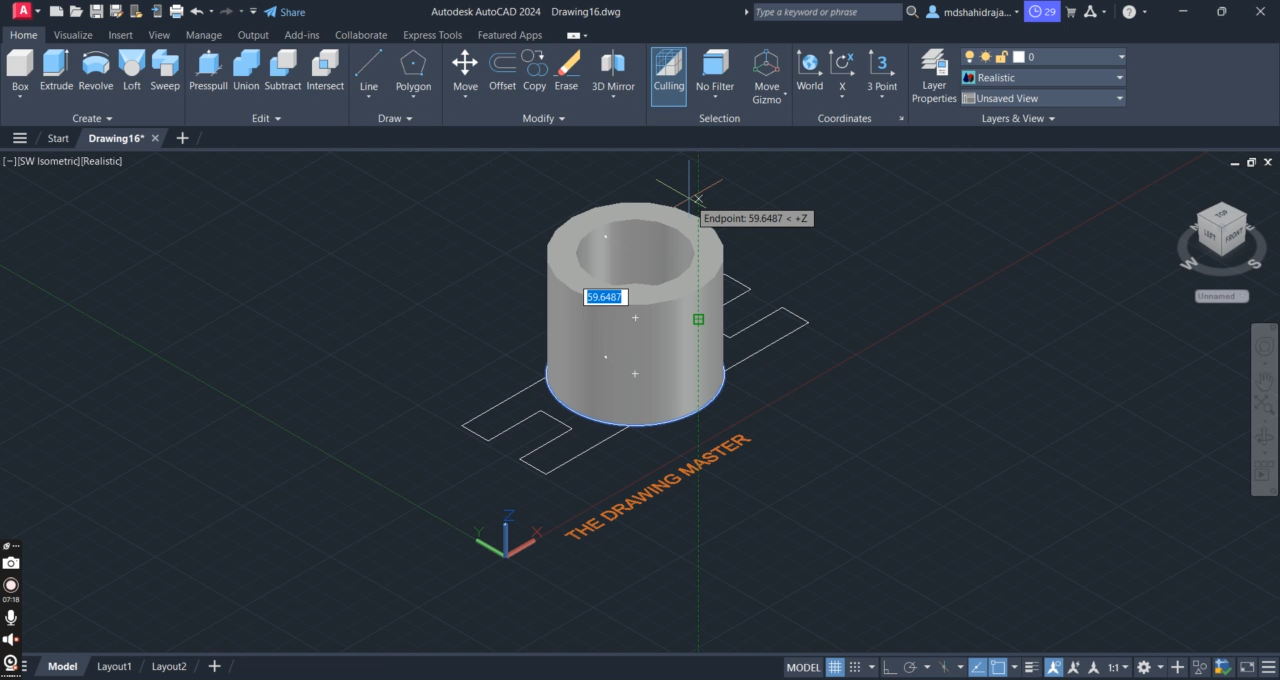 A Share Autodesk AutoCAD 2024 Drawing16.dwg Type a keyword or phrase mdshahidraja... 29 ?
Home Visualize Insert View Manage Output Add-ins Collaborate Express Tools Featured Apps
Box Extrude Revolve Loft Sweep Presspull Union Subtract Intersect Line Polygon Move Offset Copy Erase 3D Mirror Culling No Filter Move Gizmo World X 3 Point Layer Properties 0
Realistic
Unsaved View
Create Edit Draw Modify Selection Coordinates Layers & View
Start Drawing16* +
[−][SW Isometric][Realistic]
Endpoint: 59.6487 < +Z
TOP
LEFT FRONT
W S
Unnamed
59.6487
THE DRAWING MASTER
Z
Y X
07:18
Model Layout1 Layout2 + MODEL 1:1